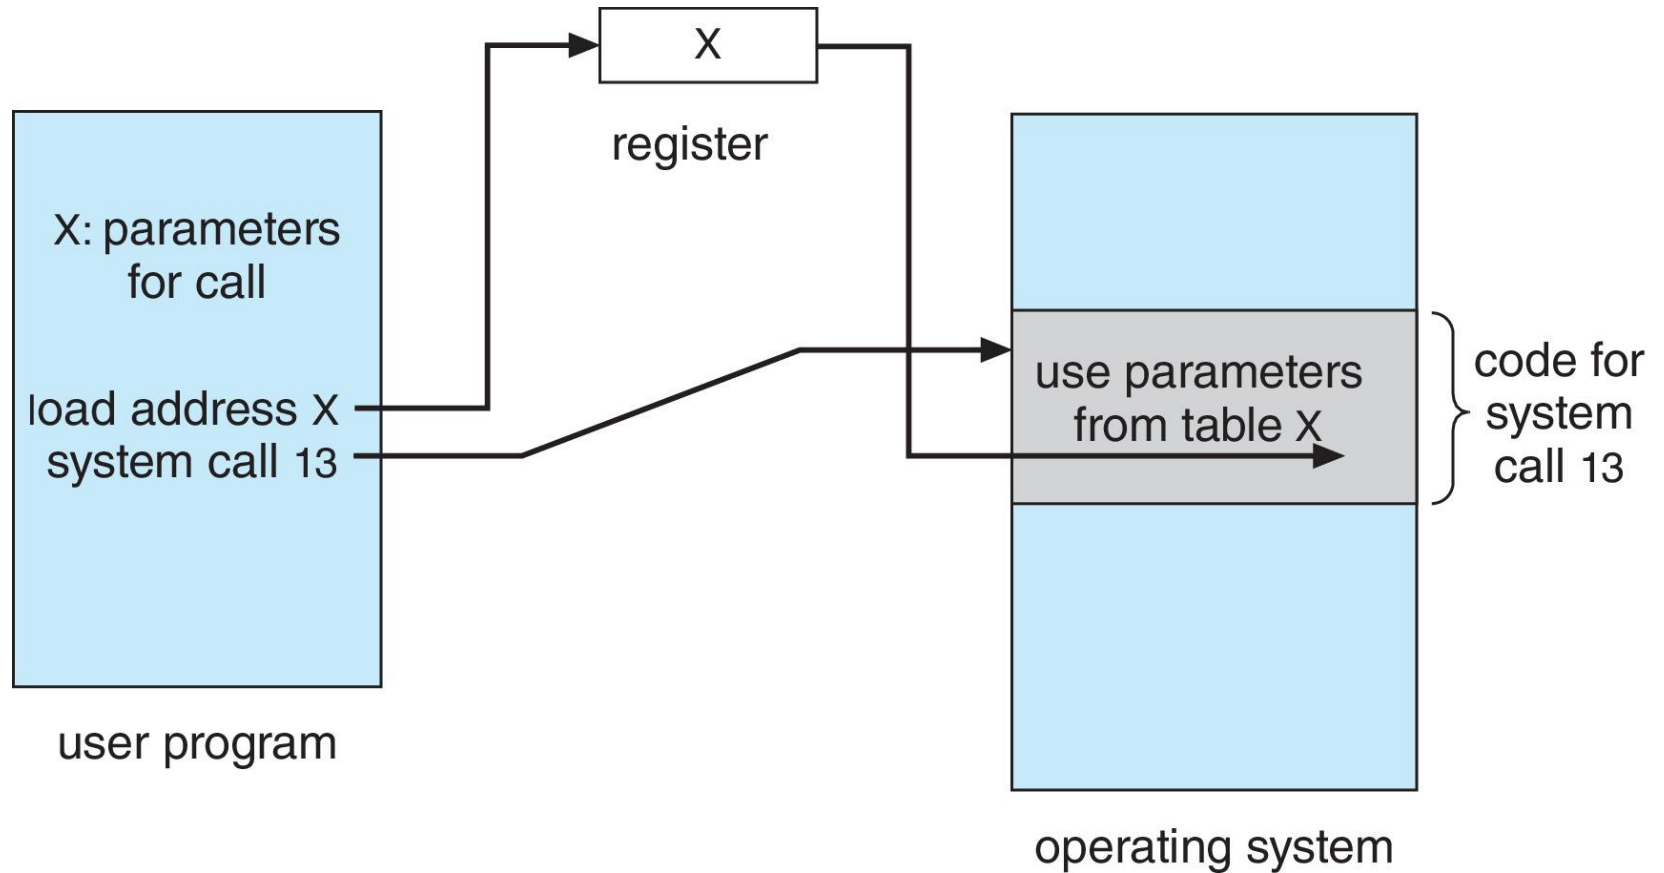 X
register
X: parameters
for call
load address X
system call 13
user program
use parameters
from table X
code for
system
call 13
operating system